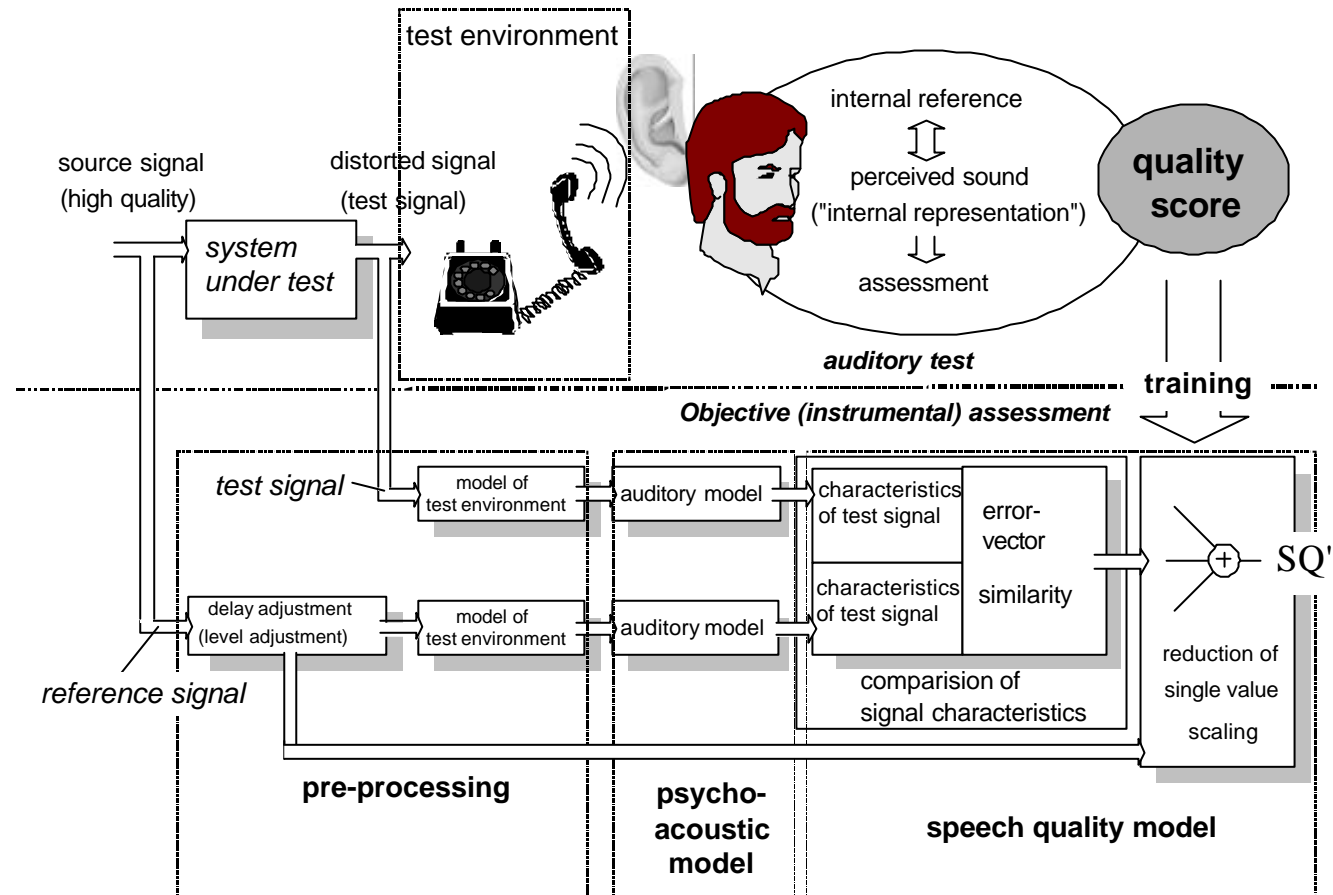 test environment
source signal
(high quality)
distorted signal
(test signal)
system
under test
internal reference
perceived sound
("internal representation")
assessment
quality
score
auditory test
training
Objective (instrumental) assessment
test signal
model of
test environment
auditory model
characteristics
of test signal
error-
vector
similarity
characteristics
of test signal
delay adjustment
(level adjustment)
model of
test environment
auditory model
reference signal
comparision of
signal characteristics
+
SQ'
reduction of
single value
scaling
pre-processing
psycho-
acoustic
model
speech quality model